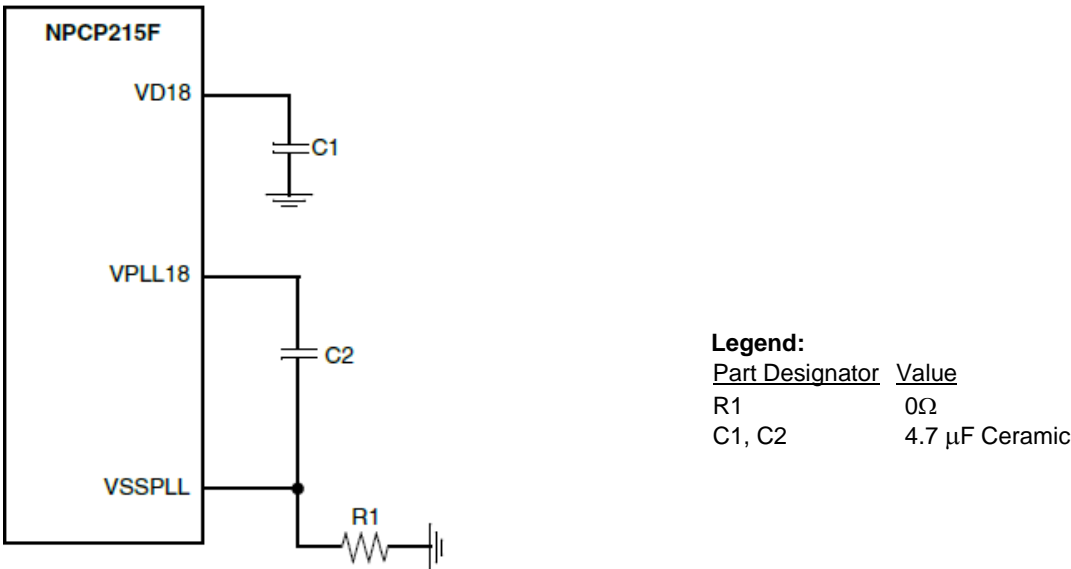 NPCP215F
VD18
C1
VPLL18
C2
VSSPLL
R1
Legend:
Part Designator Value
R1 0Ω
C1, C2 4.7 μF Ceramic